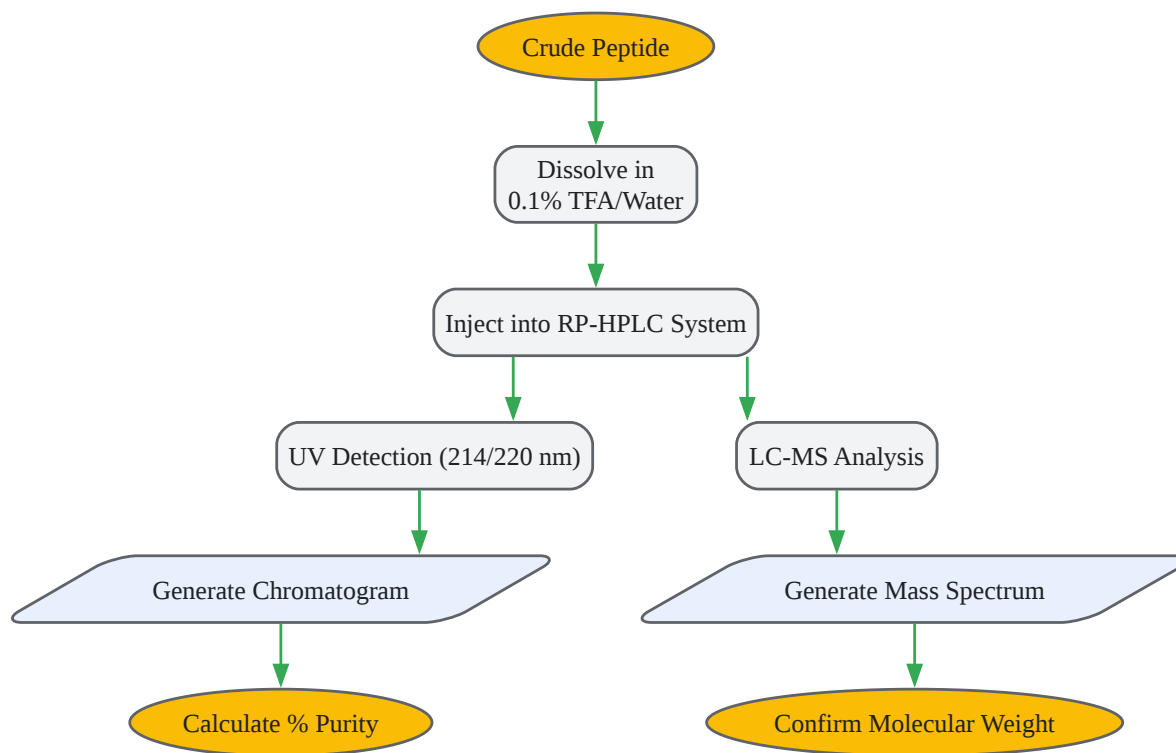 Crude Peptide
Dissolve in
0.1% TFA/Water
Inject into RP-HPLC System
UV Detection (214/220 nm)
LC-MS Analysis
Generate Chromatogram
Generate Mass Spectrum
Calculate % Purity
Confirm Molecular Weight